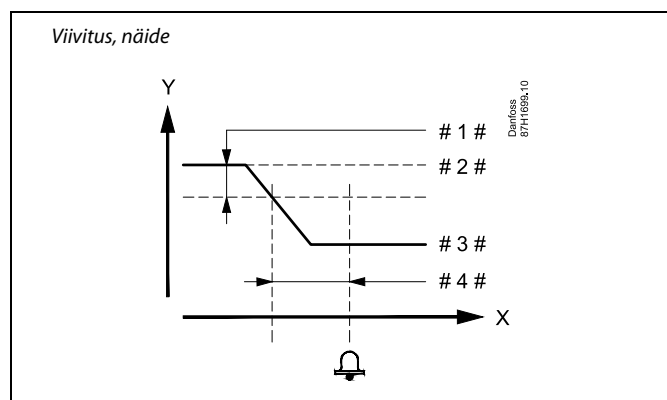 Viivitus, näide
Y
# 1 #
# 2 #
# 3 #
# 4 #
X
Danfoss
87H1699.10